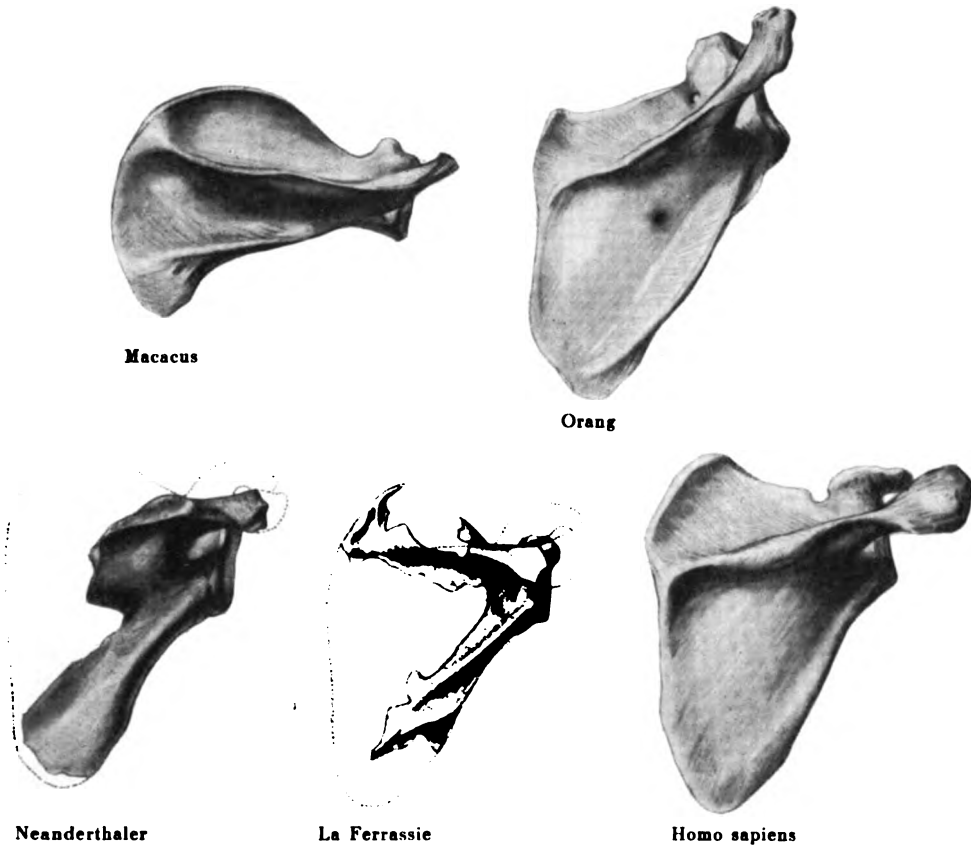 Macacus
Orang
Neanderthaler
La Ferrassie
Homo sapiens